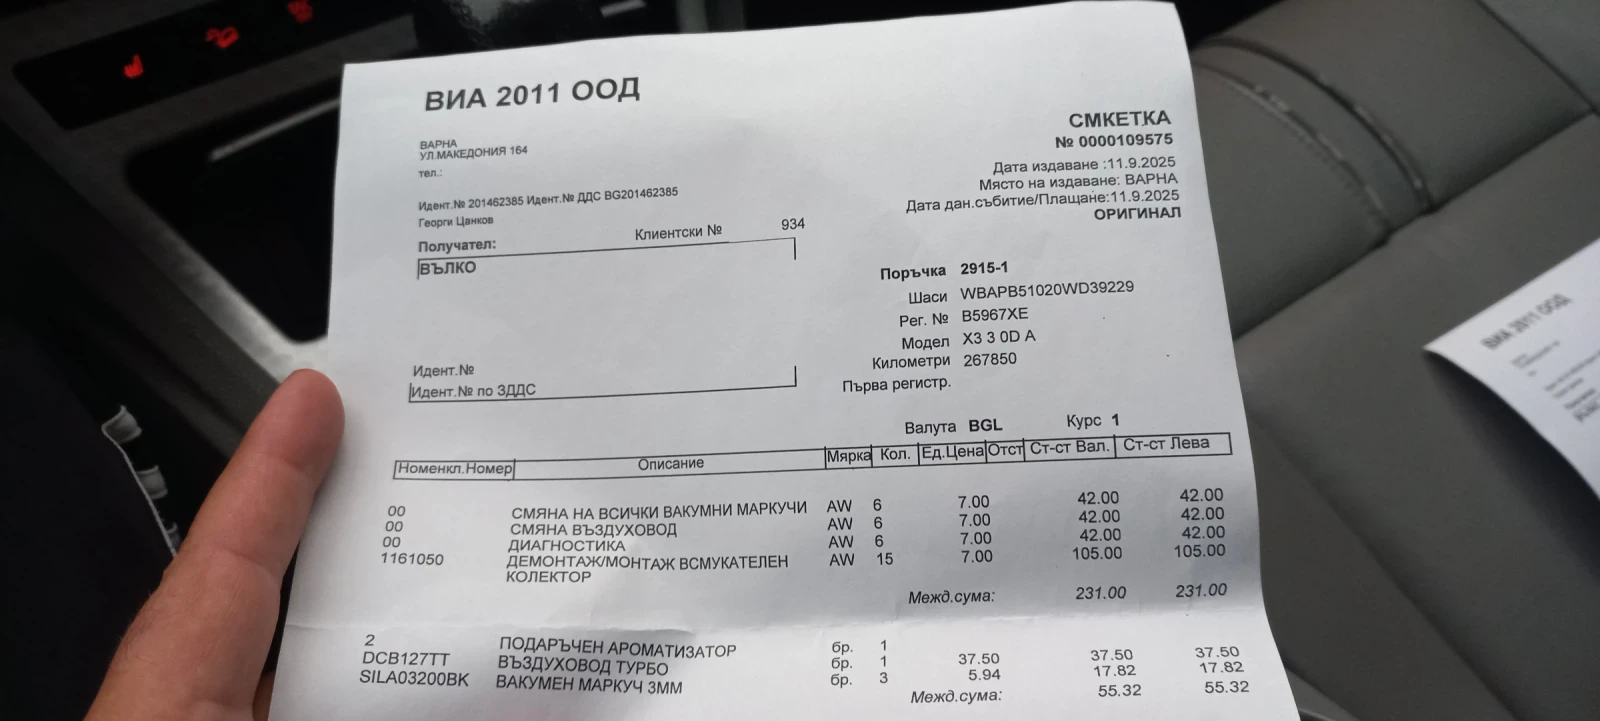 ВИА 2011 ООД
ВАРНА
УЛ.МАКЕДОНИЯ 164
тел.:
Идент.№ 201462385 Идент.№ ДДС BG201462385
Георги Цанков
Получател:
Клиентски № 934
ВЪЛКО
Идент.№
Идент.№ по ЗДДС
СМКЕТКА
№ 0000109575
Дата издаване :11.9.2025
Място на издаване: ВАРНА
Дата дан.събитие/Плащане:11.9.2025
ОРИГИНАЛ
Поръчка 2915-1
Шаси WBAPB51020WD39229
Рег. № B5967XE
Модел X3 3 0D A
Километри 267850
Първа регистр.
Валута BGL Курс 1
Номенкл.Номер Описание Мярка Кол. Ед.Цена Отст Ст-ст Вал. Ст-ст Лева
00 СМЯНА НА ВСИЧКИ ВАКУМНИ МАРКУЧИ AW 6 7.00 42.00 42.00
00 СМЯНА ВЪЗДУХОВОД AW 6 7.00 42.00 42.00
00 ДИАГНОСТИКА AW 6 7.00 42.00 42.00
1161050 ДЕМОНТАЖ/МОНТАЖ ВСМУКАТЕЛЕН AW 15 7.00 105.00 105.00
КОЛЕКТОР
Межд.сума: 231.00 231.00
2 ПОДАРЪЧЕН АРОМАТИЗАТОР бр. 1
DCB127TT ВЪЗДУХОВОД ТУРБО бр. 1 37.50 37.50 37.50
SILA03200BK ВАКУМЕН МАРКУЧ 3ММ бр. 3 5.94 17.82 17.82
Межд.сума: 55.32 55.32
ВИА 2011 ООД